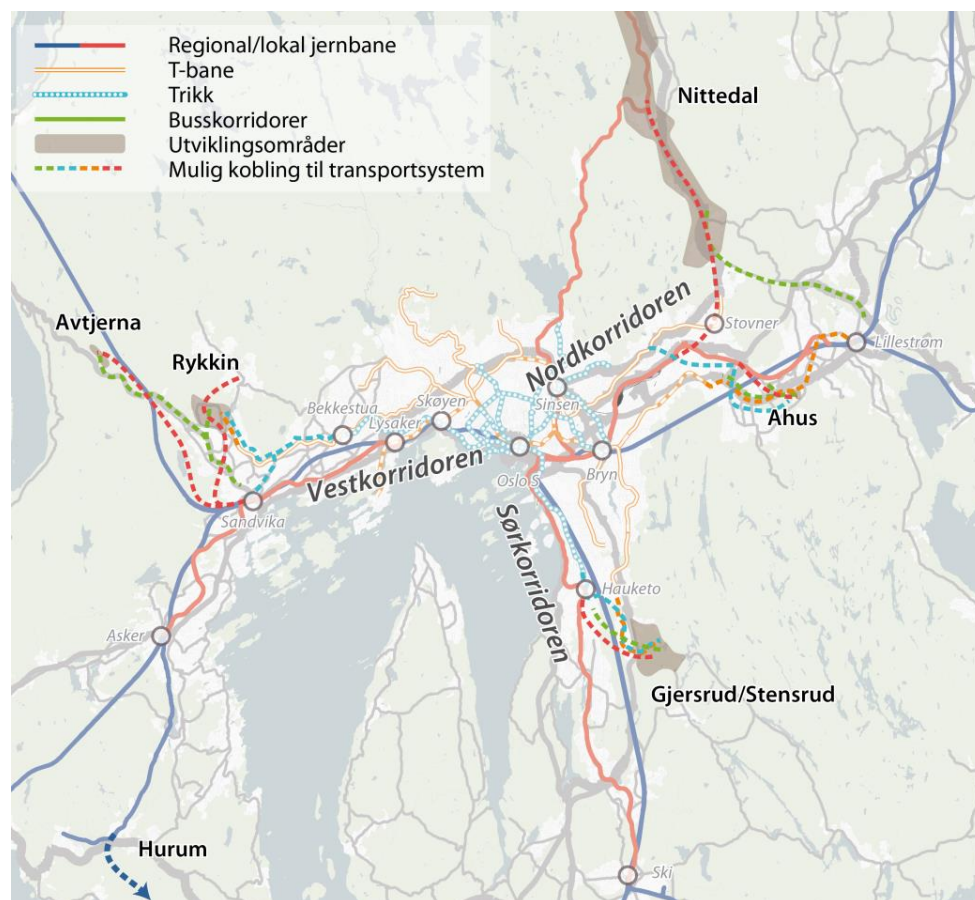 Regional/lokal jernbane
T-bane
Trikk
Busskorridorer
Utviklingsområder
Mulig kobling til transportsystem
Nittedal
Nordkorridoren
Stovner
Lillestrøm
Avtjerna
Rykkin
Bekkestua
Skøyen
Lysaker
Sinsen
Ahus
Vestkorridoren
Oslo S
Bryn
Sandvika
Sørkorridoren
Hauketo
Asker
Gjersrud/Stensrud
Hurum
Ski